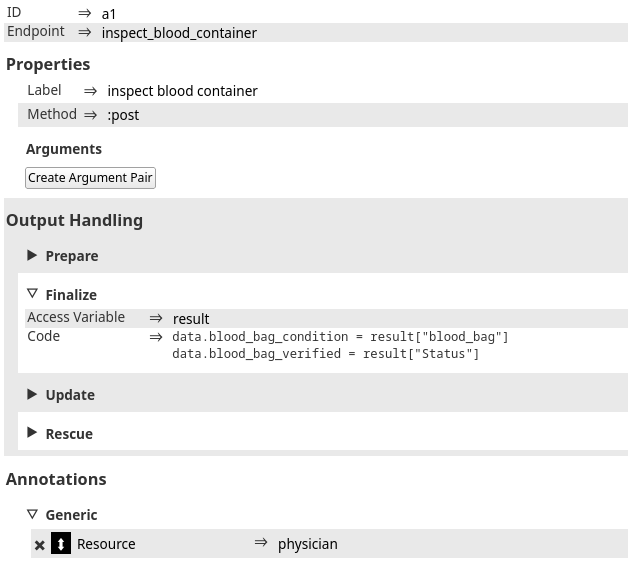 ID ⇒ a1
Endpoint ⇒ inspect_blood_container
Properties
Label ⇒ inspect blood container
Method ⇒ :post
Arguments
Create Argument Pair
Output Handling
▶ Prepare
▽ Finalize
Access Variable ⇒ result
Code ⇒ data.blood_bag_condition = result["blood_bag"]
data.blood_bag_verified = result["Status"]
▶ Update
▶ Rescue
Annotations
▽ Generic
✖ ⬍ Resource ⇒ physician